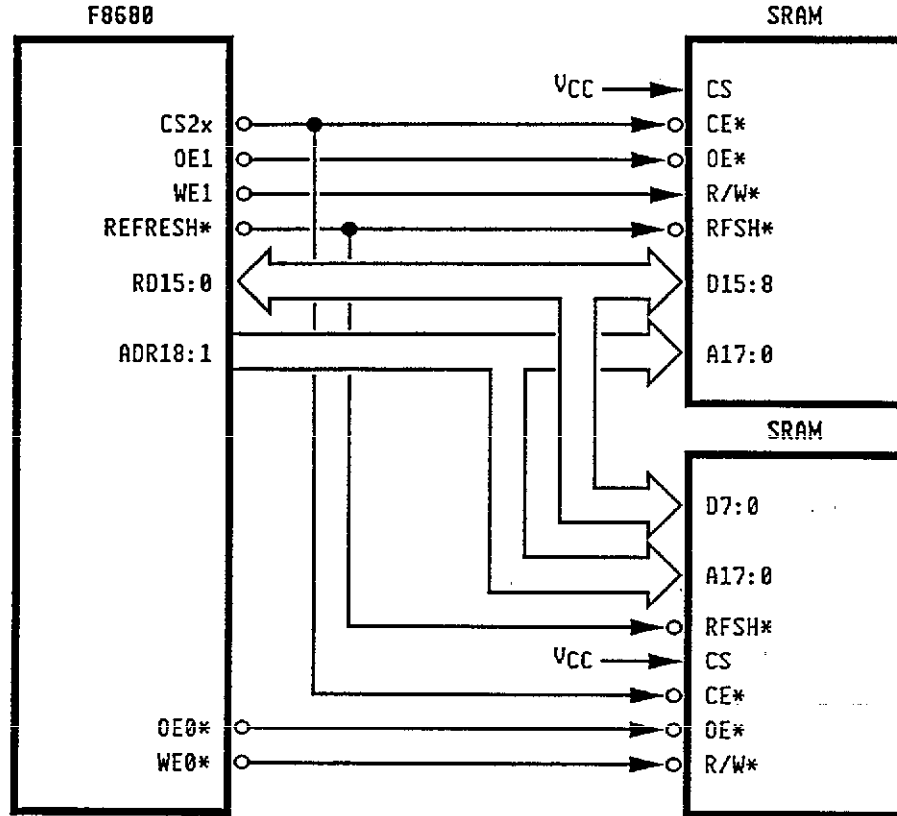 F8680
SRAM
VCC
CS
CS2x
CE*
OE1
OE*
WE1
R/W*
REFRESH*
RFSH*
RD15:0
D15:8
ADR18:1
A17:0
SRAM
D7:0
A17:0
RFSH*
VCC
CS
CE*
OE0*
OE*
WE0*
R/W*